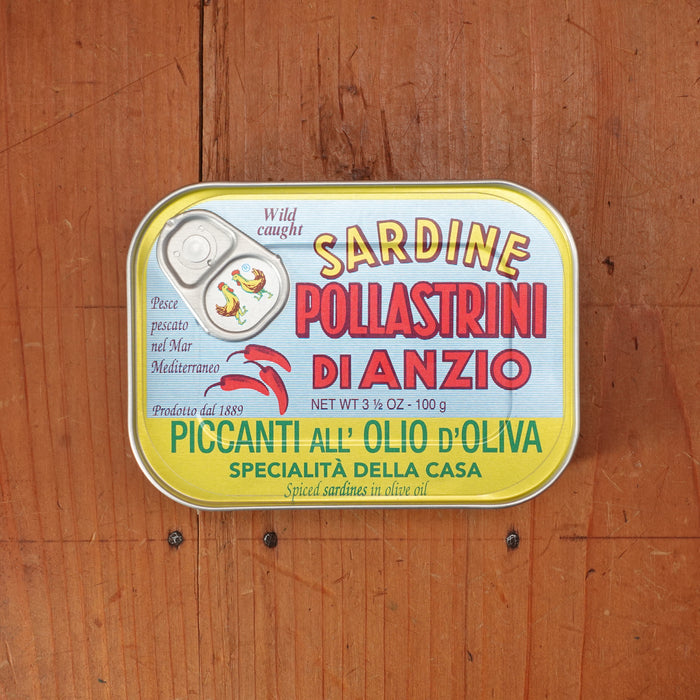 Wild
caught
SARDINE
POLLASTRINI
DI ANZIO
Pesce
pescato
nel Mar
Mediterraneo
Prodotto dal 1889
NET WT 3 ½ OZ - 100 g
PICCANTI ALL' OLIO D'OLIVA
SPECIALITÀ DELLA CASA
Spiced sardines in olive oil